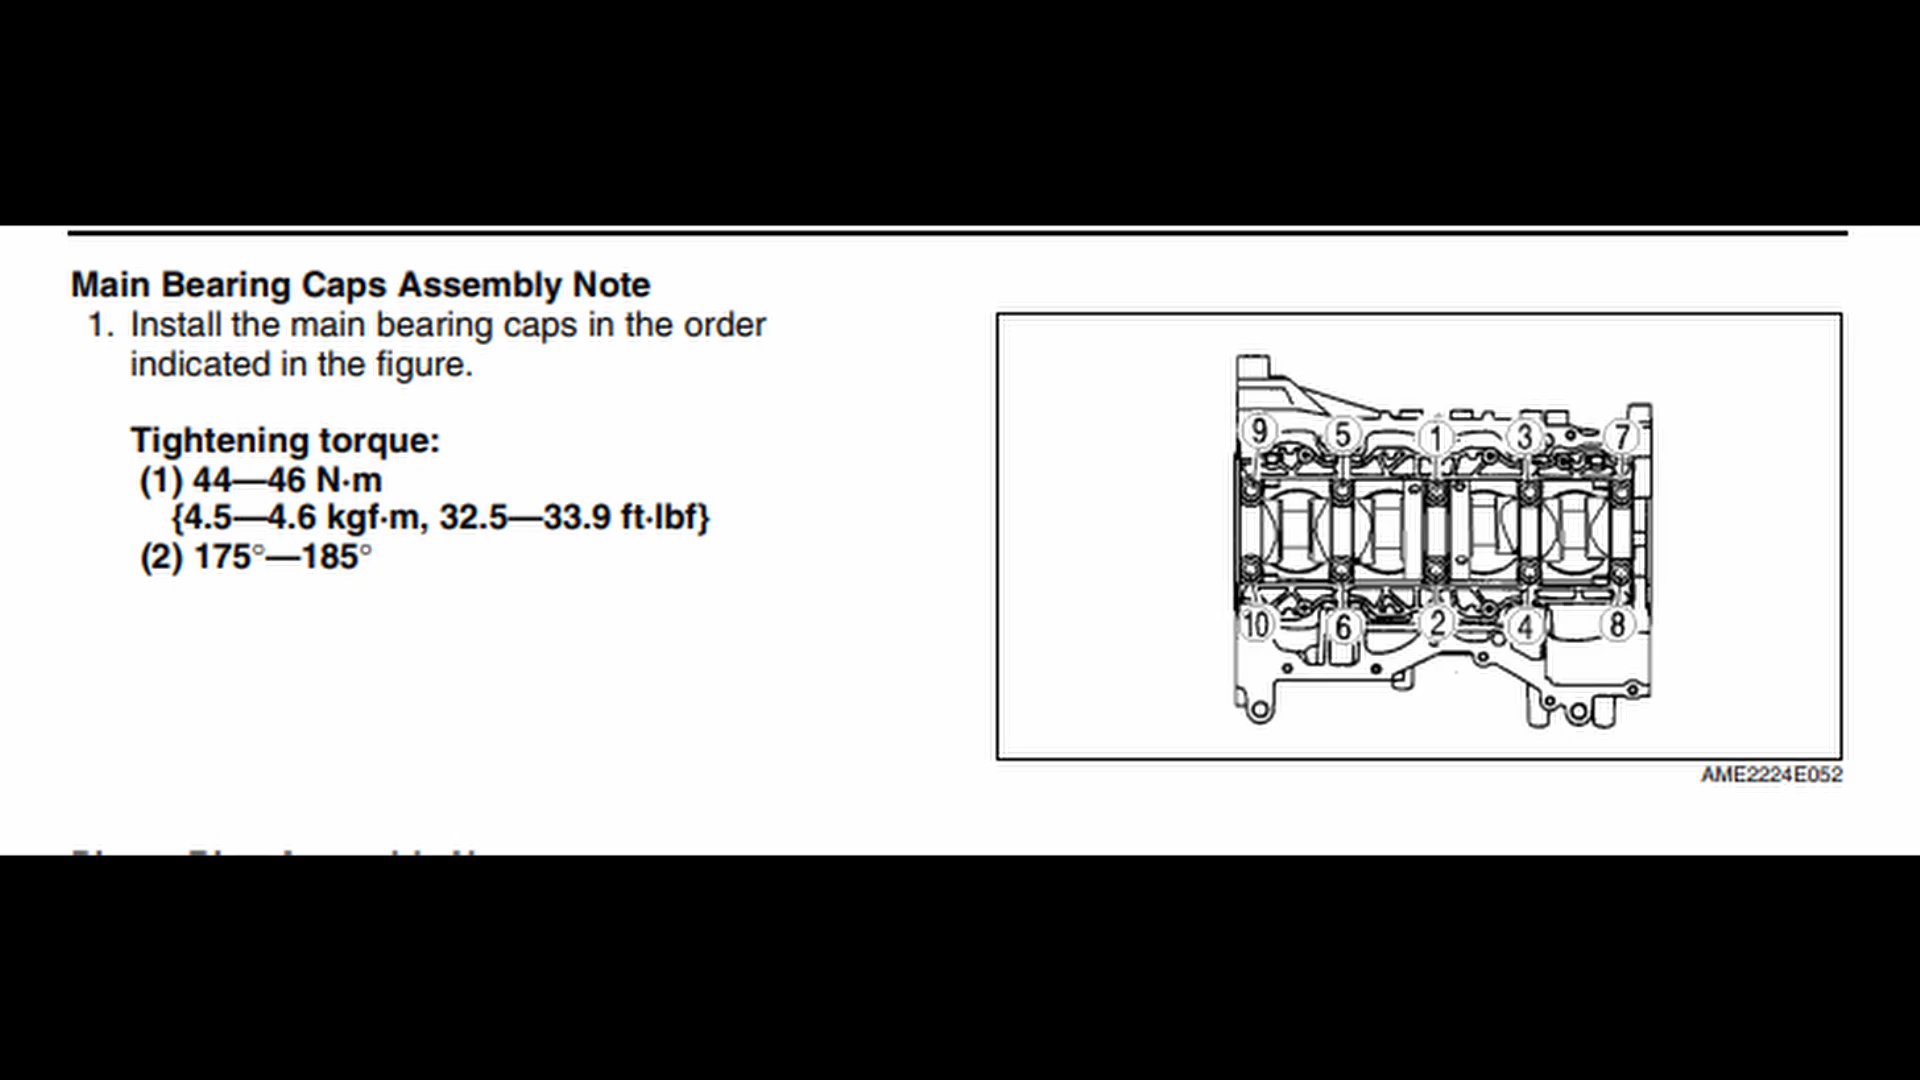 Main Bearing Caps Assembly Note
1. Install the main bearing caps in the order
indicated in the figure.
Tightening torque:
(1) 44—46 N·m
{4.5—4.6 kgf·m, 32.5—33.9 ft·lbf}
(2) 175°—185°
9 5 1 3 7
10 6 2 4 8
AME2224E052